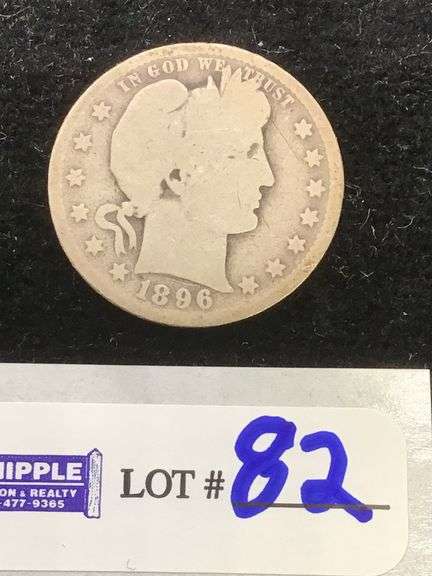 IN GOD WE TRUST.
1896
HIPPLE
ON & REALTY
-477-9365
LOT # 82